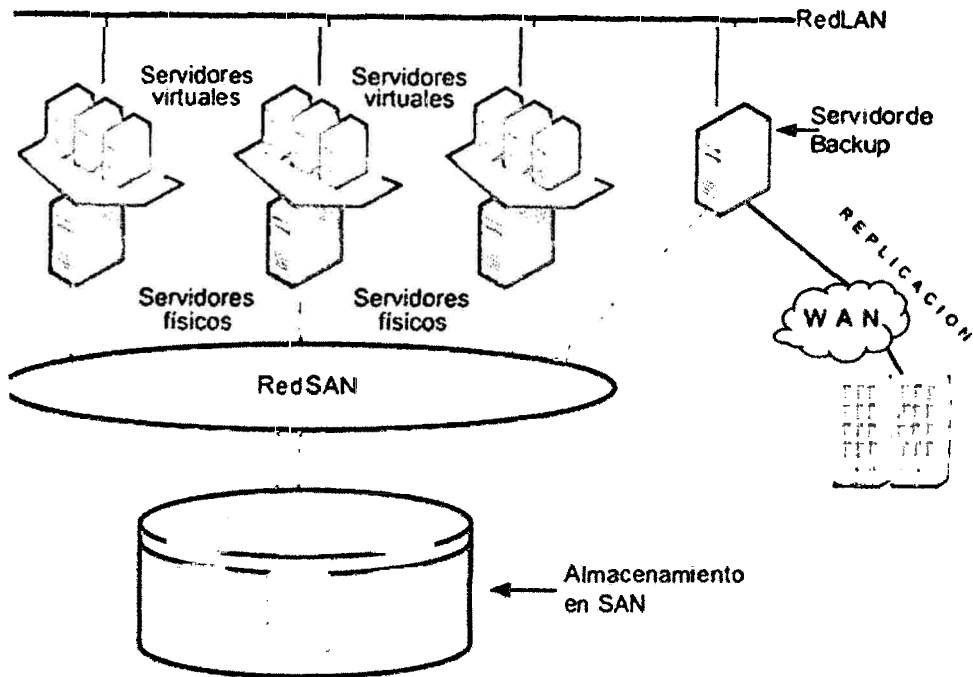 RedLAN
Servidores
virtuales
Servidores
virtuales
Servidorde
Backup
REPLICACION
Servidores
físicos
Servidores
físicos
WAN
RedSAN
Almacenamiento
en SAN